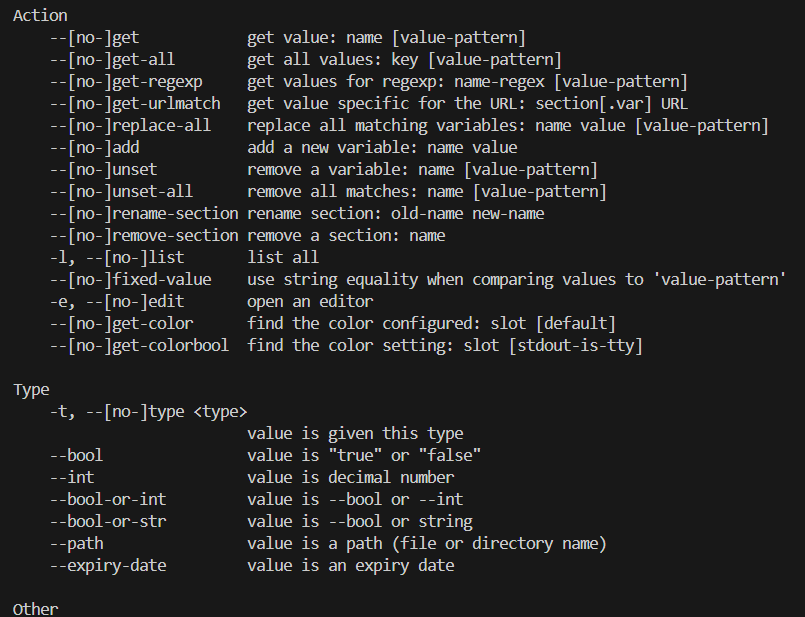 Action
    --[no-]get            get value: name [value-pattern]
    --[no-]get-all        get all values: key [value-pattern]
    --[no-]get-regexp     get values for regexp: name-regex [value-pattern]
    --[no-]get-urlmatch   get value specific for the URL: section[.var] URL
    --[no-]replace-all    replace all matching variables: name value [value-pattern]
    --[no-]add            add a new variable: name value
    --[no-]unset          remove a variable: name [value-pattern]
    --[no-]unset-all      remove all matches: name [value-pattern]
    --[no-]rename-section rename section: old-name new-name
    --[no-]remove-section remove a section: name
    -l, --[no-]list       list all
    --[no-]fixed-value    use string equality when comparing values to 'value-pattern'
    -e, --[no-]edit       open an editor
    --[no-]get-color      find the color configured: slot [default]
    --[no-]get-colorbool  find the color setting: slot [stdout-is-tty]

Type
    -t, --[no-]type <type>
                          value is given this type
    --bool                value is "true" or "false"
    --int                 value is decimal number
    --bool-or-int         value is --bool or --int
    --bool-or-str         value is --bool or string
    --path                value is a path (file or directory name)
    --expiry-date         value is an expiry date

Other